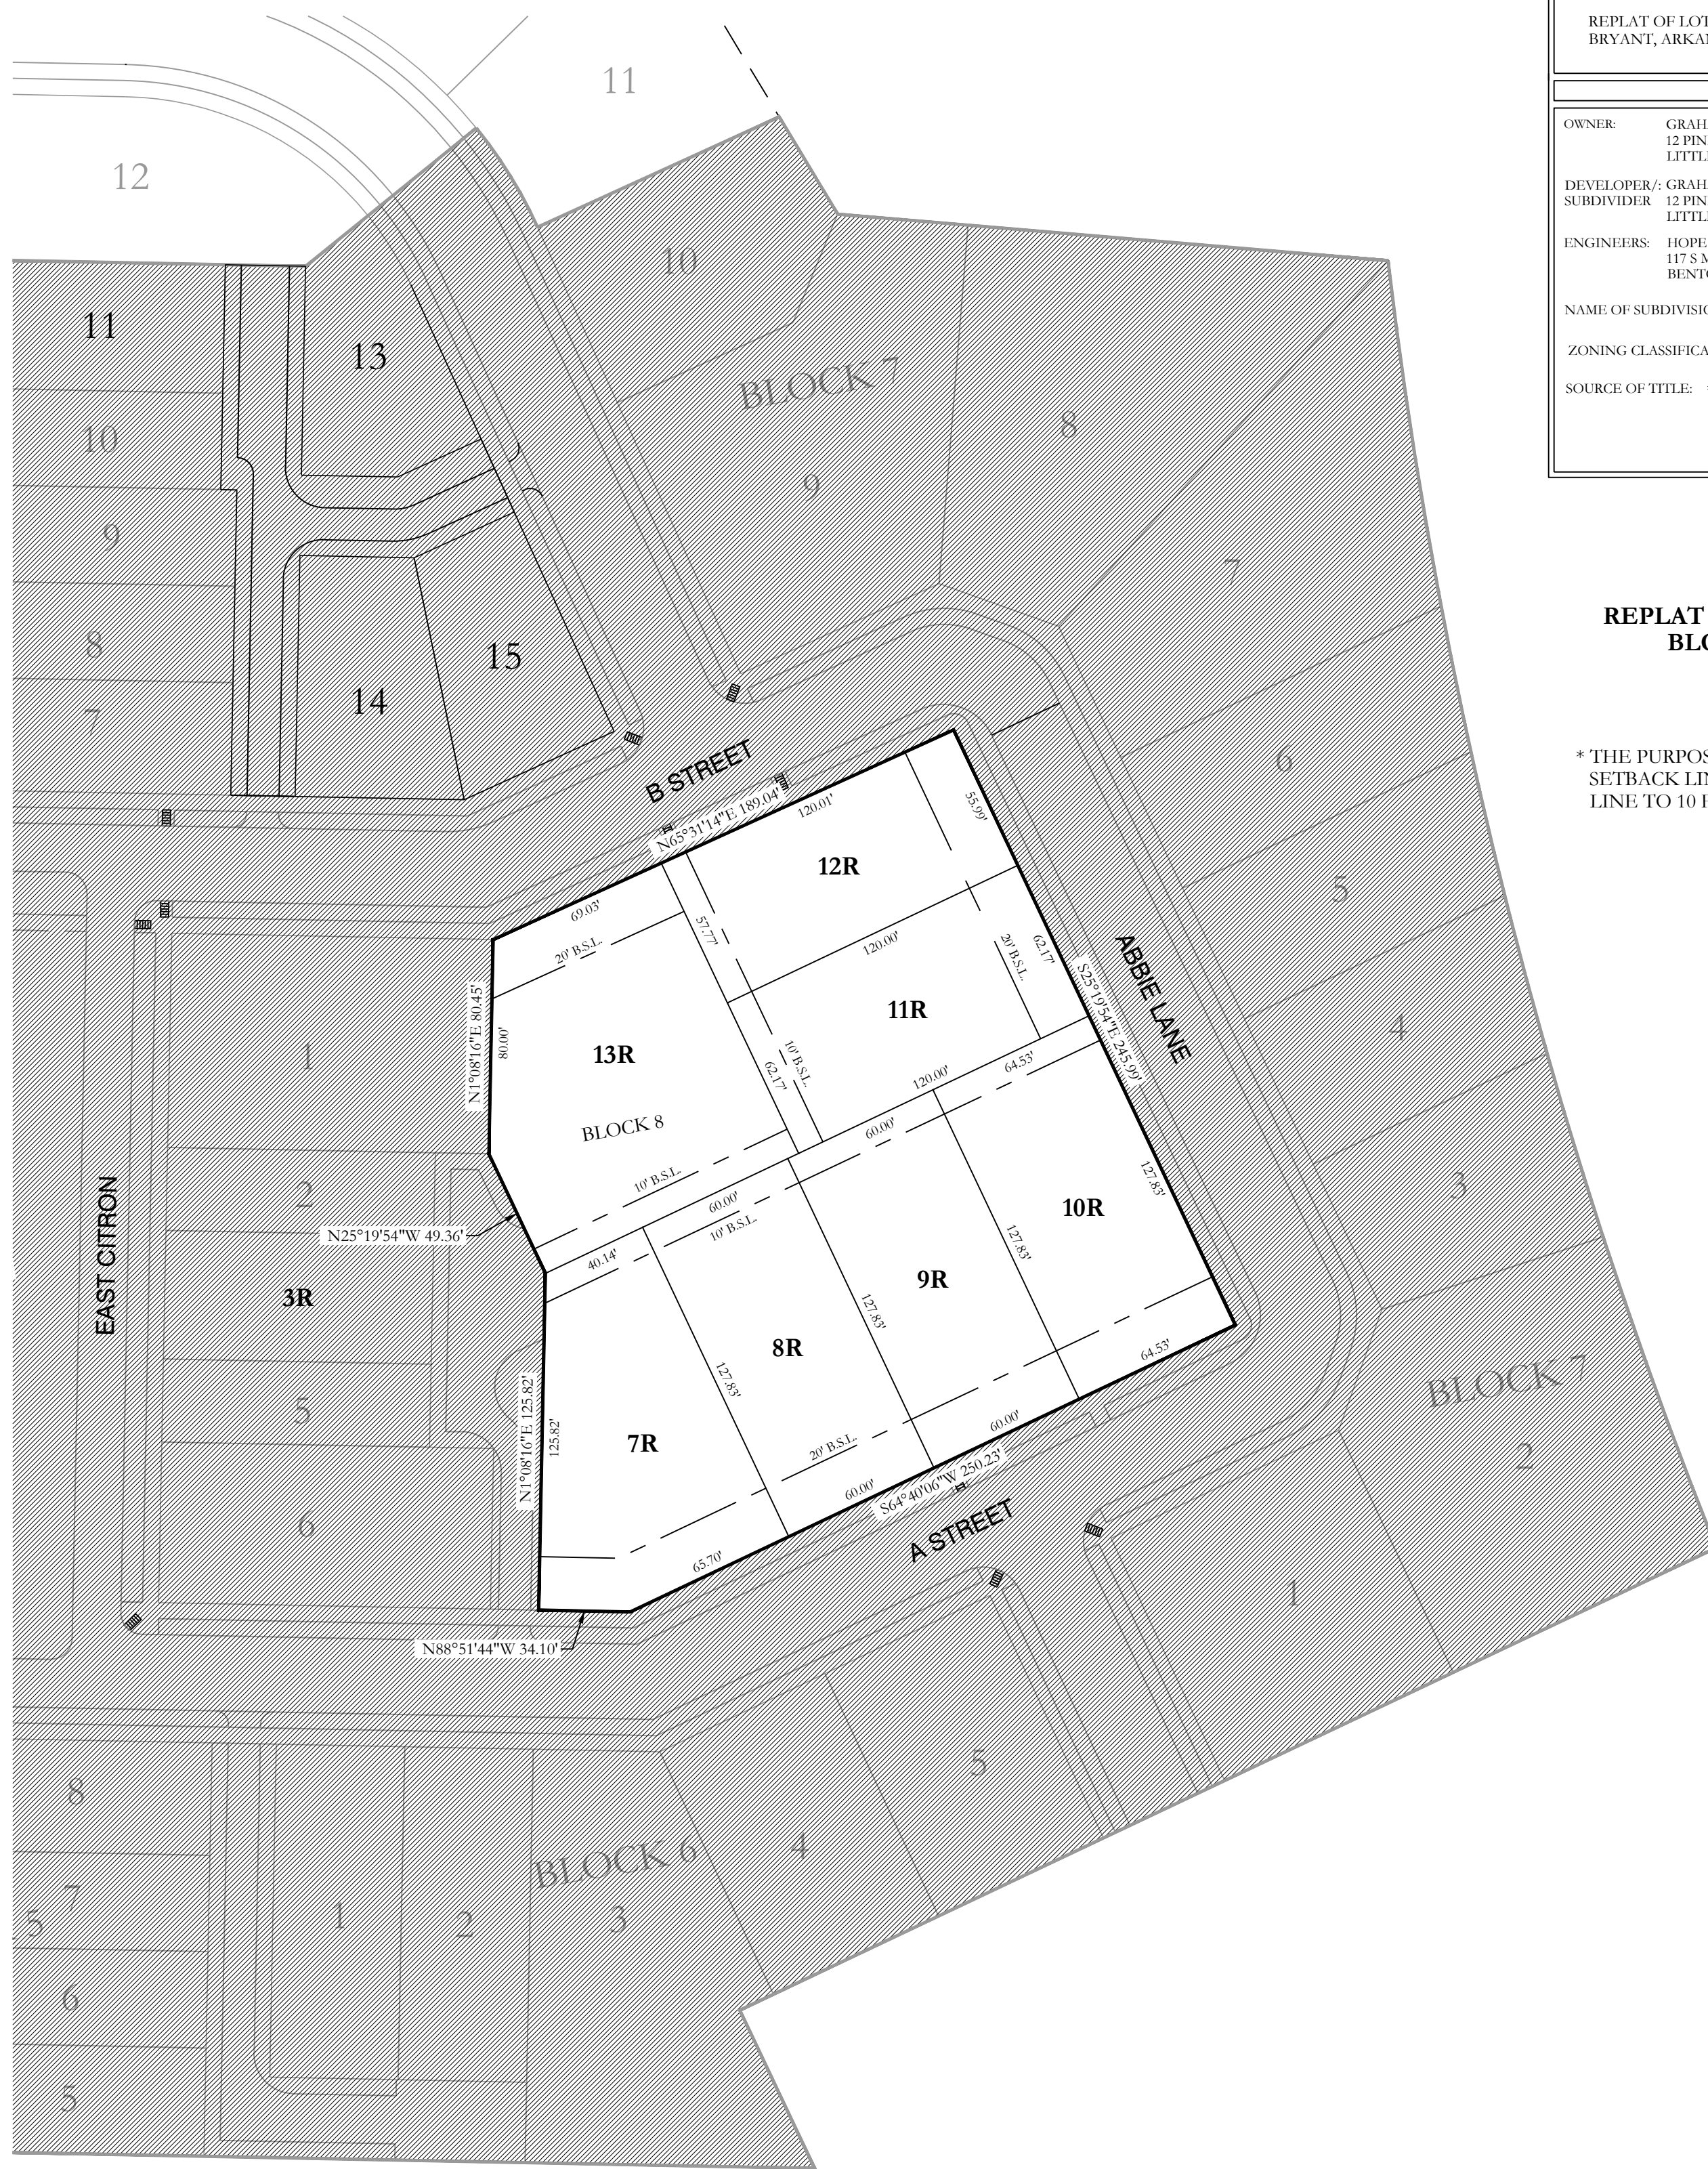 REPLAT OF LOT
BRYANT, ARKA
OWNER:
GRAH
12 PIN
LITTL
DEVELOPER/:
SUBDIVIDER
GRAH
12 PIN
LITTL
ENGINEERS:
HOPE
117 S M
BENT
NAME OF SUBDIVISI
ZONING CLASSIFICA
SOURCE OF TITLE:
REPLAT
BLO
* THE PURPOS
SETBACK LIN
LINE TO 10 F
11
12
10
11
13
BLOCK 7
8
10
9
9
7
8
15
14
7
6
B STREET
N65°31'14"E 189.04'
120.01'
55.99'
12R
5
69.03'
57.77'
20' B.S.L.
120.00'
20' B.S.L.
62.17'
ABBIE LANE
S25°19'54"E 245.99'
11R
4
N1°08'16"E 80.45'
80.00'
1
13R
10' B.S.L.
62.17'
120.00'
64.53'
BLOCK 8
60.00'
10' B.S.L.
127.83'
3
2
60.00'
10R
EAST CITRON
N25°19'54"W 49.36'
10' B.S.L.
127.83'
40.14'
3R
9R
127.83'
8R
64.53'
127.83'
BLOCK 7
N1°08'16"E 125.82'
125.82'
5
60.00'
7R
20' B.S.L.
2
S64°40'06"W 250.23'
60.00'
6
A STREET
65.70'
1
N88°51'44"W 34.10'
5
8
4
BLOCK 6
7
5
1
2
3
6
5